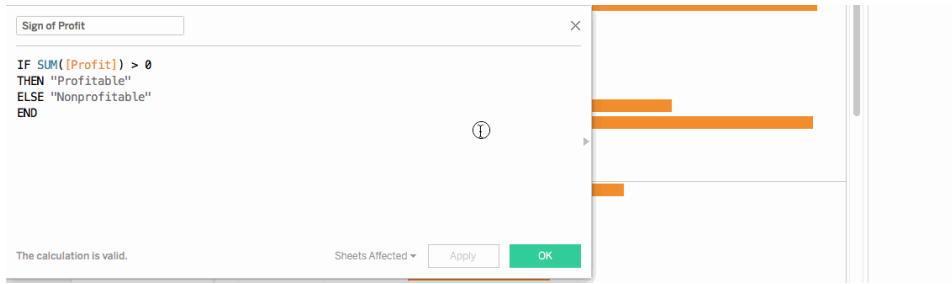 Sign of Profit
IF SUM([Profit]) > 0
THEN "Profitable"
ELSE "Nonprofitable"
END
The calculation is valid.
Sheets Affected
Apply
OK